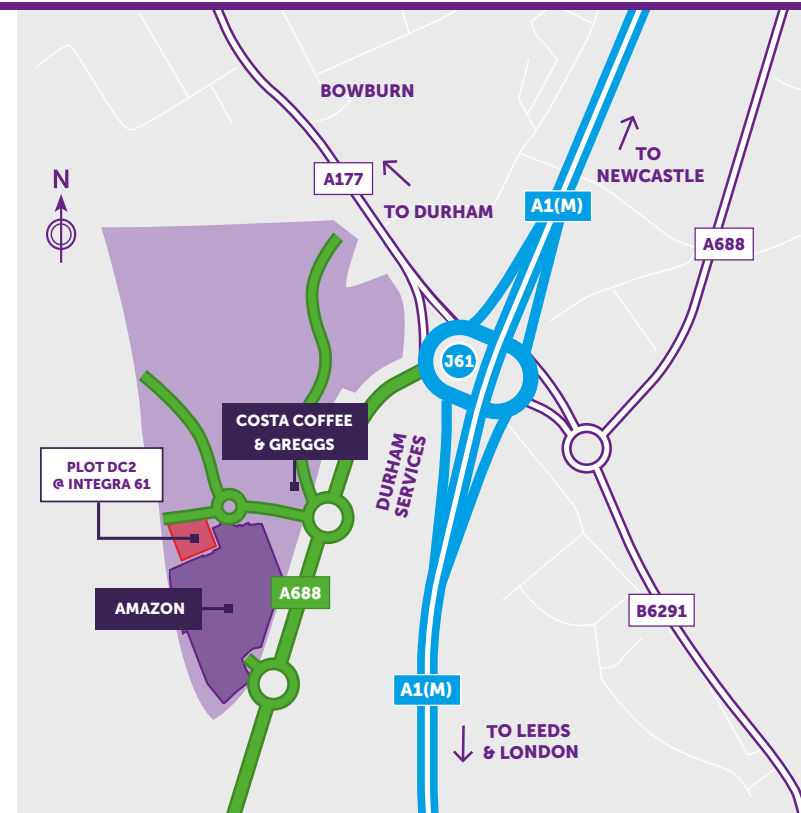 BOWBURN
TO
NEWCASTLE
N
A177
TO DURHAM
A1(M)
A688
J61
COSTA COFFEE
& GREGGS
DURHAM
SERVICES
PLOT DC2
@ INTEGRA 61
AMAZON
A688
B6291
A1(M)
TO LEEDS
& LONDON